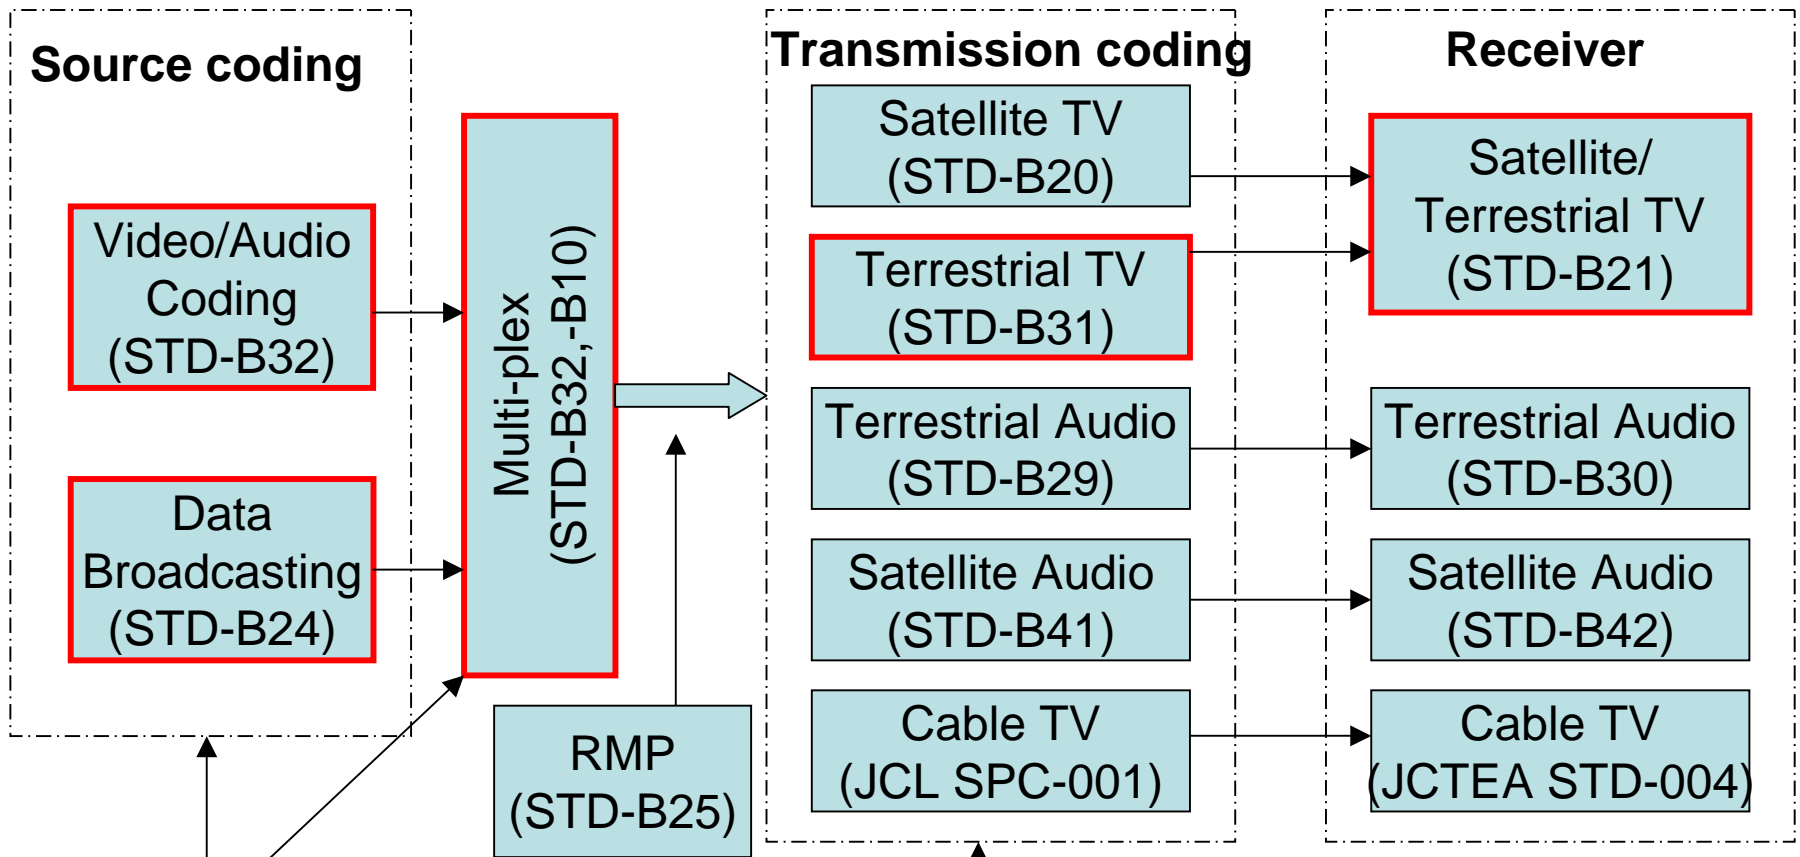 Source coding
Video/Audio
Coding
(STD-B32)
Data
Broadcasting
(STD-B24)
Multi-plex
(STD-B32,-B10)
RMP
(STD-B25)
Transmission coding
Satellite TV
(STD-B20)
Terrestrial TV
(STD-B31)
Terrestrial Audio
(STD-B29)
Satellite Audio
(STD-B41)
Cable TV
(JCL SPC-001)
Receiver
Satellite/
Terrestrial TV
(STD-B21)
Terrestrial Audio
(STD-B30)
Satellite Audio
(STD-B42)
Cable TV
(JCTEA STD-004)